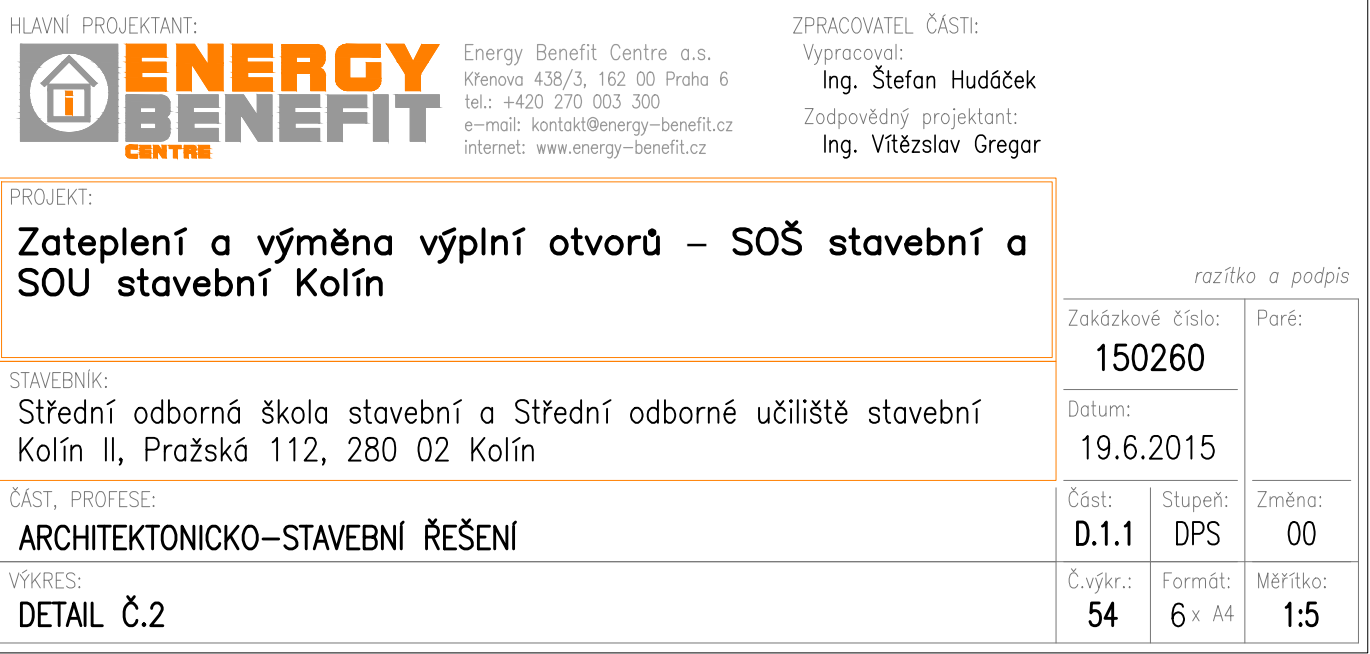 HLAVNÍ PROJEKTANT:
ENERGY
BENEFIT
CENTRE
Energy Benefit Centre a.s.
Křenova 438/3, 162 00 Praha 6
tel.: +420 270 003 300
e-mail: kontakt@energy-benefit.cz
internet: www.energy-benefit.cz
ZPRACOVATEL ČÁSTI:
Vypracoval:
Ing. Štefan Hudáček
Zodpovědný projektant:
Ing. Vítězslav Gregar
PROJEKT:
Zateplení a výměna výplní otvorů – SOŠ stavební a
SOU stavební Kolín
razítko a podpis
Zakázkové číslo:
150260
Paré:
STAVEBNÍK:
Střední odborná škola stavební a Střední odborné učiliště stavební
Kolín II, Pražská 112, 280 02 Kolín
Datum:
19.6.2015
ČÁST, PROFESE:
ARCHITEKTONICKO-STAVEBNÍ ŘEŠENÍ
Část:
D.1.1
Stupeň:
DPS
Změna:
00
VÝKRES:
DETAIL Č.2
Č.výkr.:
54
Formát:
6 x A4
Měřítko:
1:5